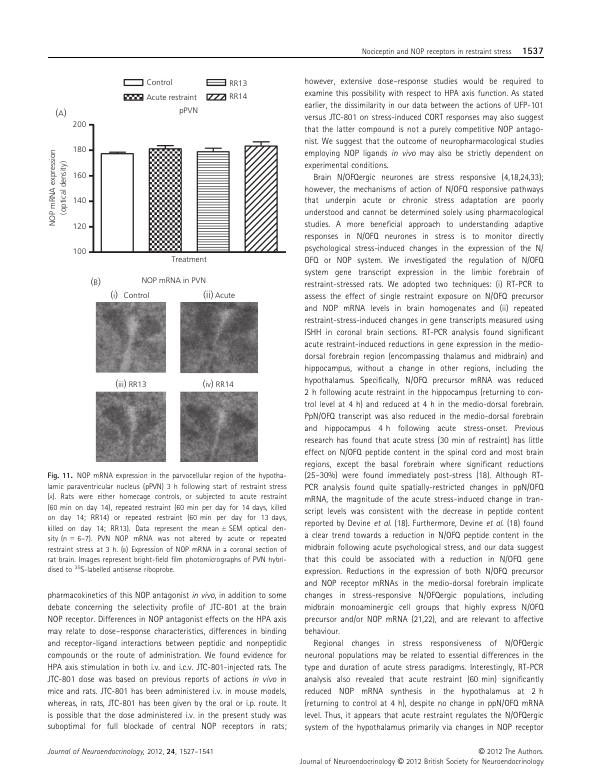 Nociceptin and NOP receptors in restraint stress 1537
Control
RR13
Acute restraint
RR14
(A)
pPVN
200
180
160
140
120
100
NOP mRNA expression
(optical density)
Treatment
(B)
NOP mRNA in PVN
(i) Control
(ii) Acute
(iii) RR13
(iv) RR14
Fig. 11. NOP mRNA expression in the parvocellular region of the hypotha-
lamic paraventricular nucleus (pPVN) 3 h following start of restraint stress
(A). Rats were either homecage controls, or subjected to acute restraint
(60 min on day 14), repeated restraint (60 min per day for 14 days, killed
on day 14; RR14) or repeated restraint (60 min per day for 13 days,
killed on day 14; RR13). Data represent the mean ± SEM optical den-
sity (n = 6–7). PVN NOP mRNA was not altered by acute or repeated
restraint stress at 3 h. (B) Expression of NOP mRNA in a coronal section of
rat brain. Images represent bright-field film photomicrographs of PVN hybri-
dised to ³⁵S-labelled antisense riboprobe.
pharmacokinetics of this NOP antagonist in vivo, in addition to some
debate concerning the selectivity profile of JTC-801 at the brain
NOP receptor. Differences in NOP antagonist effects on the HPA axis
may relate to dose–response characteristics, differences in binding
and receptor-ligand interactions between peptidic and nonpeptidic
compounds or the route of administration. We found evidence for
HPA axis stimulation in both i.v. and i.c.v. JTC-801-injected rats. The
JTC-801 dose was based on previous reports of actions in vivo in
mice and rats. JTC-801 has been administered i.v. in mouse models,
whereas, in rats, JTC-801 has been given by the oral or i.p. route. It
is possible that the dose administered i.v. in the present study was
suboptimal for full blockade of central NOP receptors in rats;
however, extensive dose–response studies would be required to
examine this possibility with respect to HPA axis function. As stated
earlier, the dissimilarity in our data between the actions of UFP-101
versus JTC-801 on stress-induced CORT responses may also suggest
that the latter compound is not a purely competitive NOP antago-
nist. We suggest that the outcome of neuropharmacological studies
employing NOP ligands in vivo may also be strictly dependent on
experimental conditions.
Brain N/OFQergic neurones are stress responsive (4,18,24,33);
however, the mechanisms of action of N/OFQ responsive pathways
that underpin acute or chronic stress adaptation are poorly
understood and cannot be determined solely using pharmacological
studies. A more beneficial approach to understanding adaptive
responses in N/OFQ neurones in stress is to monitor directly
psychological stress-induced changes in the expression of the N/
OFQ or NOP system. We investigated the regulation of N/OFQ
system gene transcript expression in the limbic forebrain of
restraint-stressed rats. We adopted two techniques: (i) RT-PCR to
assess the effect of single restraint exposure on N/OFQ precursor
and NOP mRNA levels in brain homogenates and (ii) repeated
restraint-stress-induced changes in gene transcripts measured using
ISHH in coronal brain sections. RT-PCR analysis found significant
acute restraint-induced reductions in gene expression in the medio-
dorsal forebrain region (encompassing thalamus and midbrain) and
hippocampus, without a change in other regions, including the
hypothalamus. Specifically, N/OFQ precursor mRNA was reduced
2 h following acute restraint in the hippocampus (returning to con-
trol level at 4 h) and reduced at 4 h in the medio-dorsal forebrain.
PpN/OFQ transcript was also reduced in the medio-dorsal forebrain
and hippocampus 4 h following acute stress-onset. Previous
research has found that acute stress (30 min of restraint) has little
effect on N/OFQ peptide content in the spinal cord and most brain
regions, except the basal forebrain where significant reductions
(25–30%) were found immediately post-stress (18). Although RT-
PCR analysis found quite spatially-restricted changes in ppN/OFQ
mRNA, the magnitude of the acute stress-induced change in tran-
script levels was consistent with the decrease in peptide content
reported by Devine et al. (18). Furthermore, Devine et al. (18) found
a clear trend towards a reduction in N/OFQ peptide content in the
midbrain following acute psychological stress, and our data suggest
that this could be associated with a reduction in N/OFQ gene
expression. Reductions in the expression of both N/OFQ precursor
and NOP receptor mRNAs in the medio-dorsal forebrain implicate
changes in stress-responsive N/OFQergic populations, including
midbrain monoaminergic cell groups that highly express N/OFQ
precursor and/or NOP mRNA (21,22), and are relevant to affective
behaviour.
Regional changes in stress responsiveness of N/OFQergic
neuronal populations may be related to essential differences in the
type and duration of acute stress paradigms. Interestingly, RT-PCR
analysis also revealed that acute restraint (60 min) significantly
reduced NOP mRNA synthesis in the hypothalamus at 2 h
(returning to control at 4 h), despite no change in ppN/OFQ mRNA
level. Thus, it appears that acute restraint regulates the N/OFQergic
system of the hypothalamus primarily via changes in NOP receptor
Journal of Neuroendocrinology, 2012, 24, 1527–1541
© 2012 The Authors.
Journal of Neuroendocrinology © 2012 British Society for Neuroendocrinology